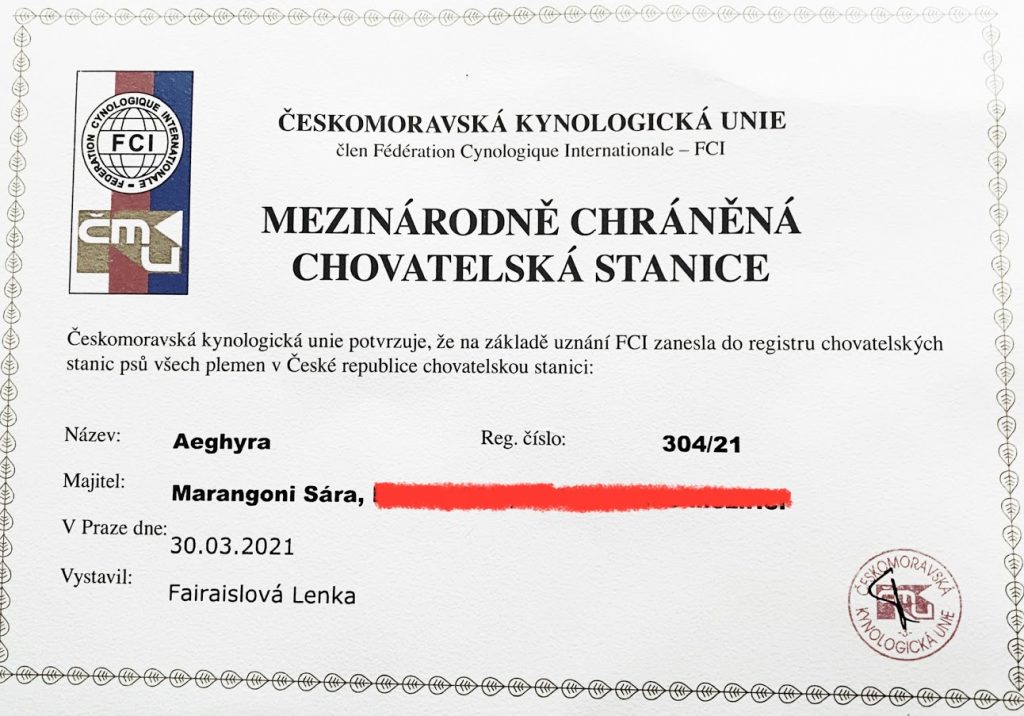 FEDERATION CYNOLOGIQUE INTERNATIONALE
FCI
ČMKU
ČESKOMORAVSKÁ KYNOLOGICKÁ UNIE
člen Fédération Cynologique Internationale – FCI
MEZINÁRODNĚ CHRÁNĚNÁ
CHOVATELSKÁ STANICE
Českomoravská kynologická unie potvrzuje, že na základě uznání FCI zanesla do registru chovatelských
stanic psů všech plemen v České republice chovatelskou stanici:
Název: Aeghyra Reg. číslo: 304/21
Majitel: Marangoni Sára,
V Praze dne: 30.03.2021
Vystavil: Fairaislová Lenka
ČESKOMORAVSKÁ
ČMKU
-3-
KYNOLOGICKÁ UNIE